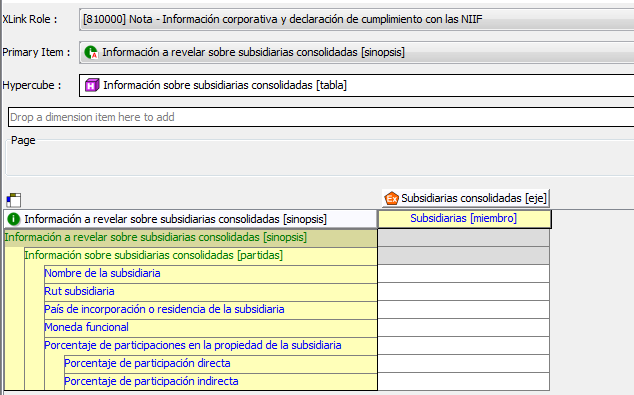 XLink Role : [810000] Nota - Información corporativa y declaración de cumplimiento con las NIIF
Primary Item : Información a revelar sobre subsidiarias consolidadas [sinopsis]
Hypercube : Información sobre subsidiarias consolidadas [tabla]
Drop a dimension item here to add
Page
Subsidiarias consolidadas [eje]
Información a revelar sobre subsidiarias consolidadas [sinopsis] Subsidiarias [miembro]
Información a revelar sobre subsidiarias consolidadas [sinopsis]
Información sobre subsidiarias consolidadas [partidas]
Nombre de la subsidiaria
Rut subsidiaria
País de incorporación o residencia de la subsidiaria
Moneda funcional
Porcentaje de participaciones en la propiedad de la subsidiaria
Porcentaje de participación directa
Porcentaje de participación indirecta